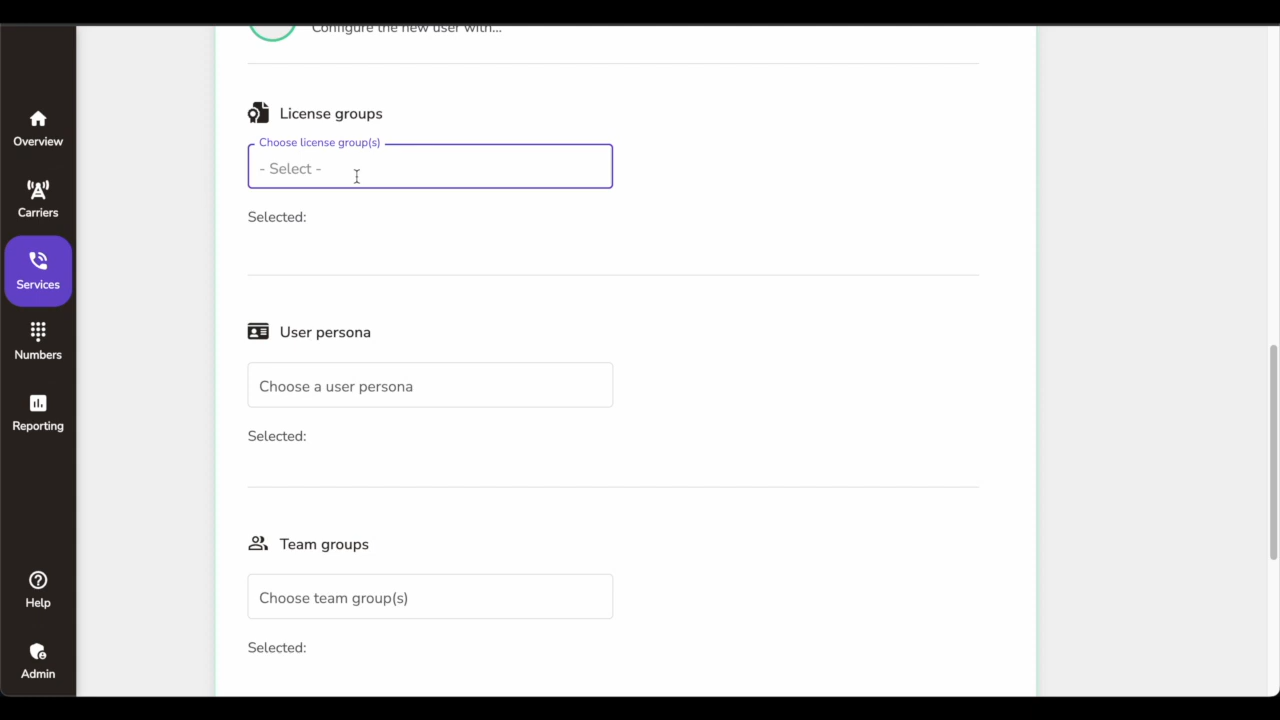 Configure the new user with...
License groups
Choose license group(s)
- Select -
Selected:
User persona
Choose a user persona
Selected:
Team groups
Choose team group(s)
Selected:
Overview
Carriers
Services
Numbers
Reporting
Help
Admin